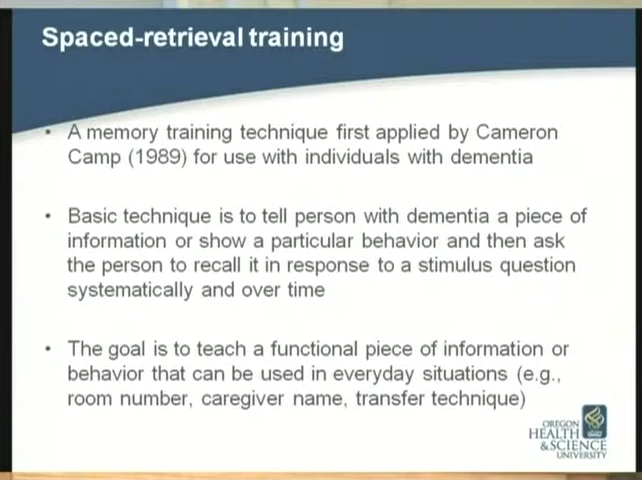 Spaced-retrieval training
• A memory training technique first applied by Cameron
Camp (1989) for use with individuals with dementia
• Basic technique is to tell person with dementia a piece of
information or show a particular behavior and then ask
the person to recall it in response to a stimulus question
systematically and over time
• The goal is to teach a functional piece of information or
behavior that can be used in everyday situations (e.g.,
room number, caregiver name, transfer technique)
OREGON
HEALTH
& SCIENCE
UNIVERSITY